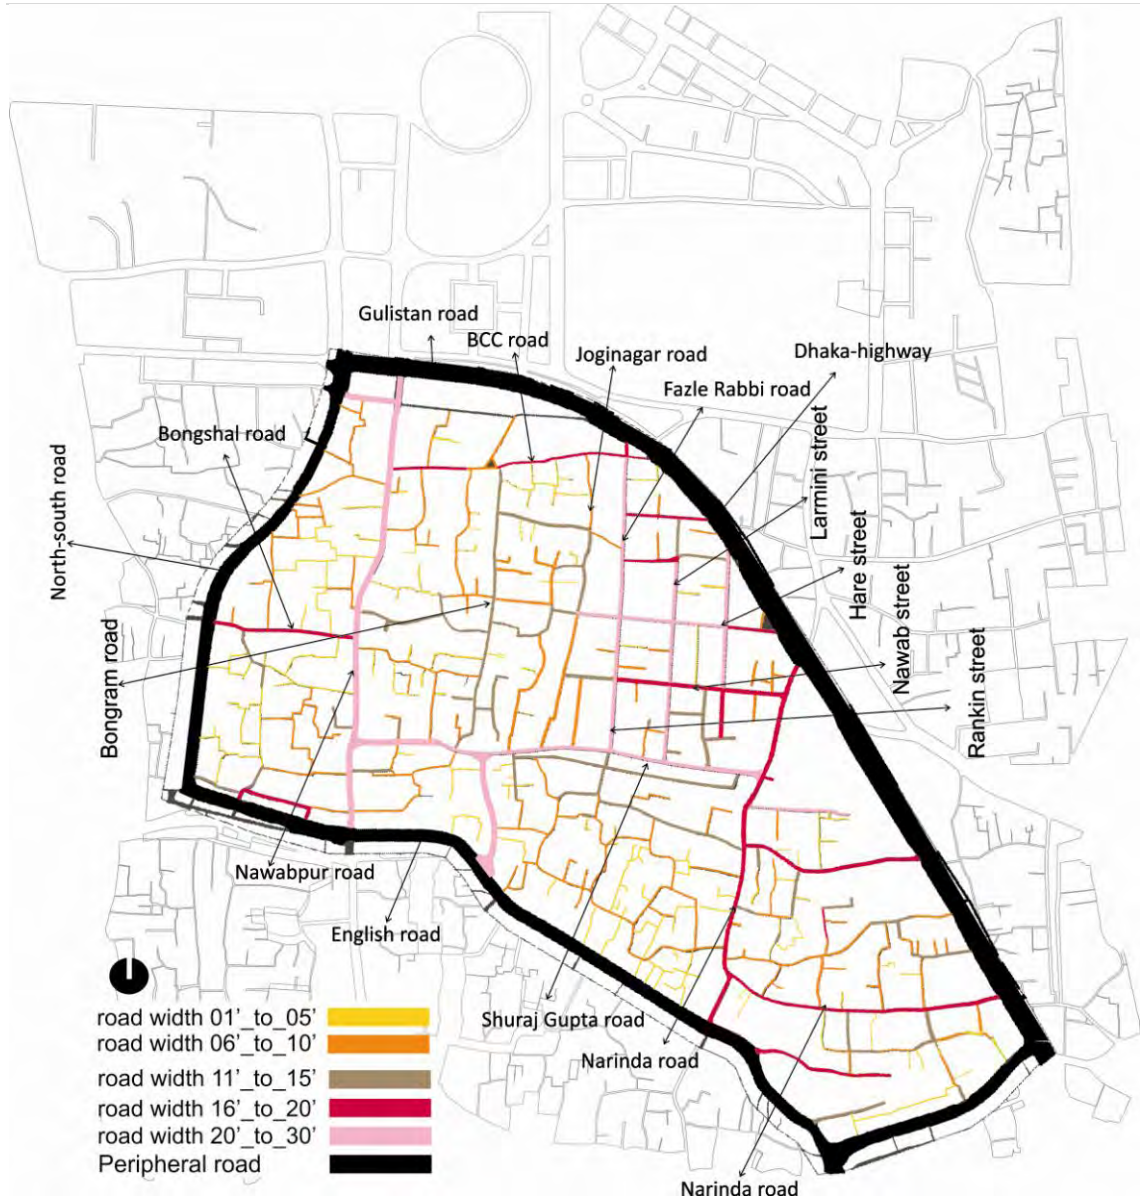 Gulistan road
BCC road
Joginagar road
Dhaka-highway
Fazle Rabbi road
Bongshal road
Larmini street
North-south road
Hare street
Nawab street
Bongram road
Rankin street
Nawabpur road
English road
Shuraj Gupta road
Narinda road
Narinda road
road width 01'_to_05'
road width 06'_to_10'
road width 11'_to_15'
road width 16'_to_20'
road width 20'_to_30'
Peripheral road